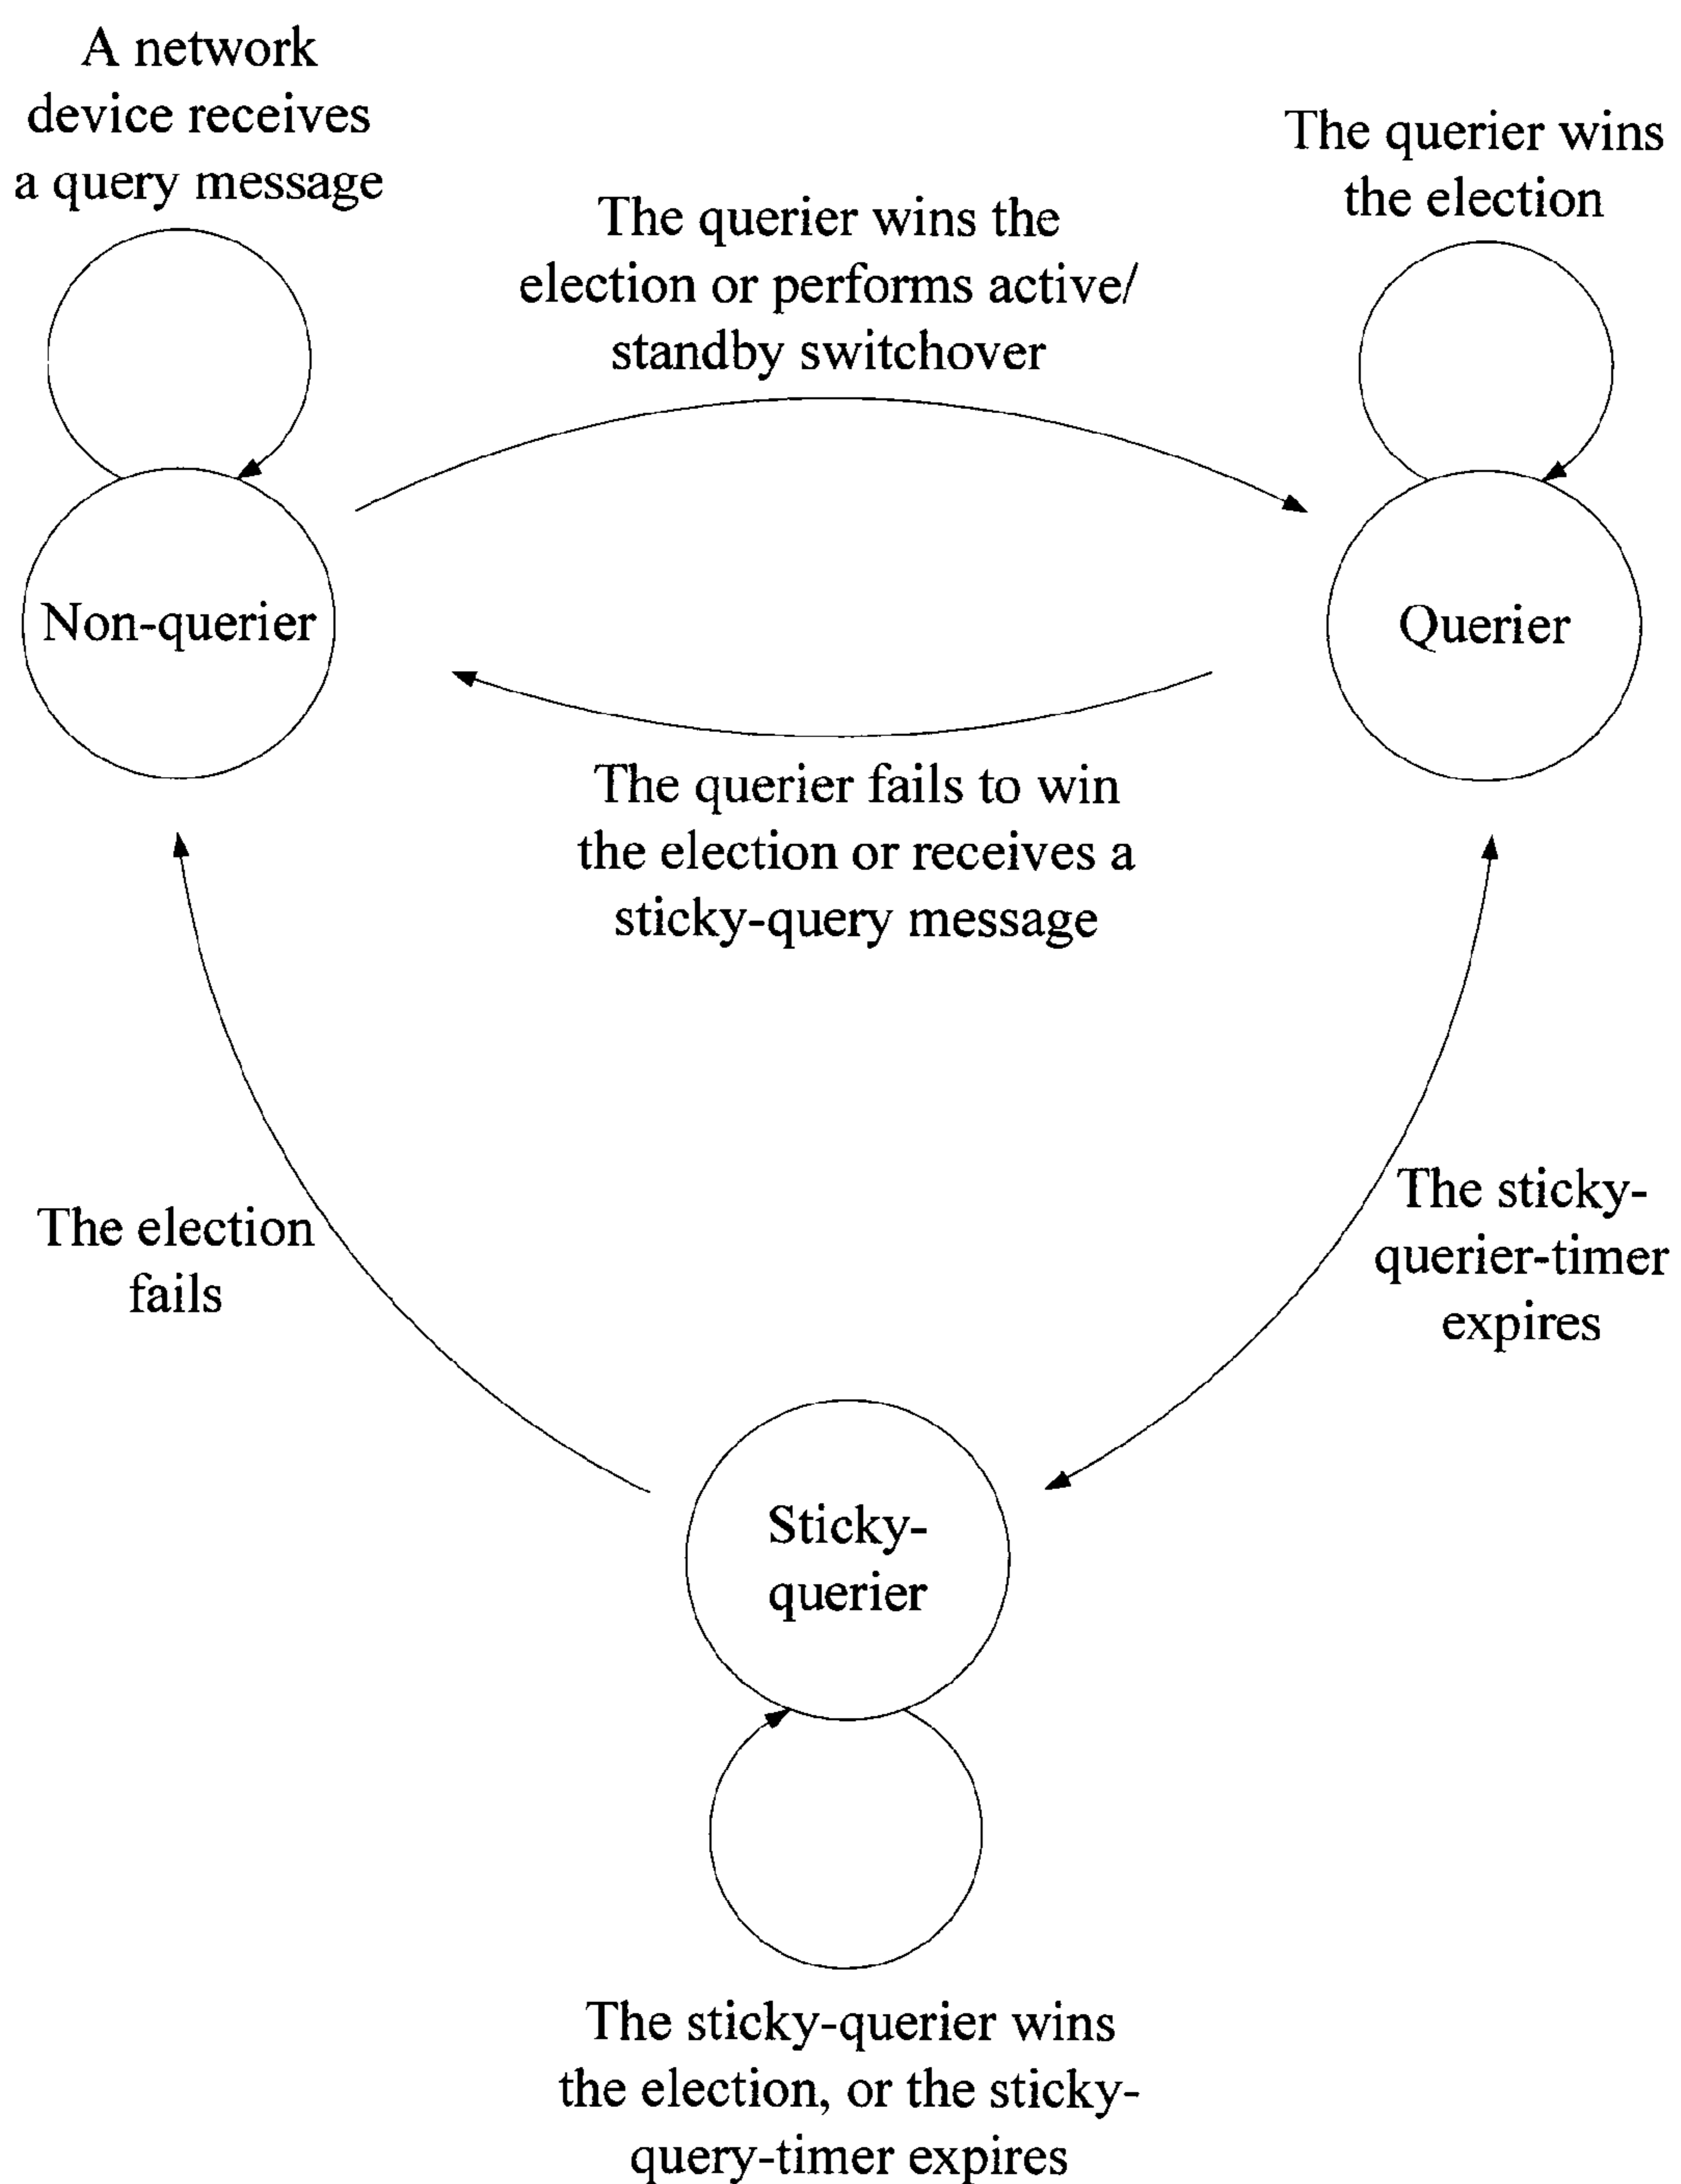 A network
device receives
a query message
The querier wins
the election
The querier wins the
election or performs active/
standby switchover
Non-querier
Querier
The querier fails to win
the election or receives a
sticky-query message
The sticky-
querier-timer
expires
The election
fails
Sticky-
querier
The sticky-querier wins
the election, or the sticky-
query-timer expires